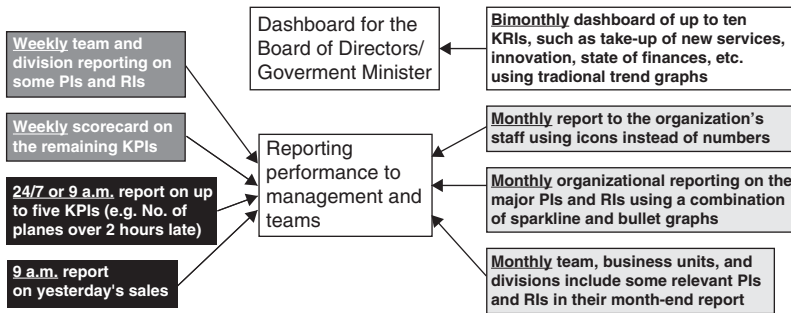 Weekly team and
division reporting on
some PIs and RIs
Weekly scorecard on
the remaining KPIs
24/7 or 9 a.m. report on up
to five KPIs (e.g. No. of
planes over 2 hours late)
9 a.m. report
on yesterday's sales
Dashboard for the
Board of Directors/
Goverment Minister
Reporting
performance to
management and
teams
Bimonthly dashboard of up to ten
KRIs, such as take-up of new services,
innovation, state of finances, etc.
using tradional trend graphs
Monthly report to the organization's
staff using icons instead of numbers
Monthly organizational reporting on the
major PIs and RIs using a combination
of sparkline and bullet graphs
Monthly team, business units, and
divisions include some relevant PIs
and RIs in their month-end report